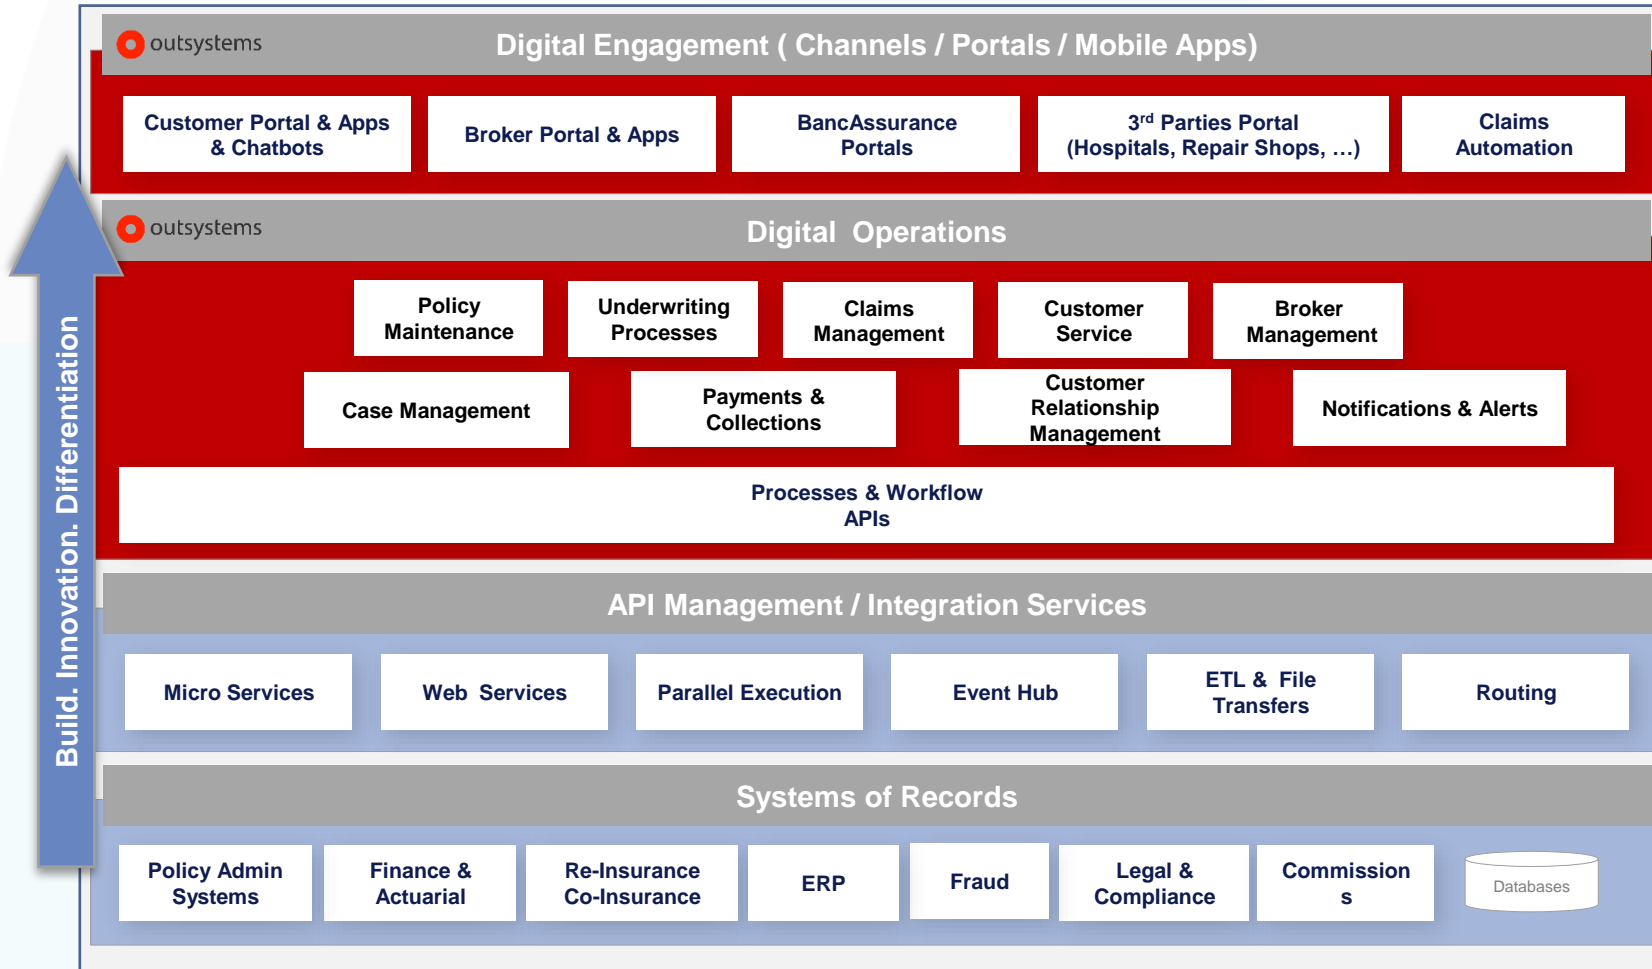 outsystems
Digital Engagement ( Channels / Portals / Mobile Apps)
Customer Portal & Apps
& Chatbots
Broker Portal & Apps
BancAssurance
Portals
3rd Parties Portal
(Hospitals, Repair Shops, …)
Claims
Automation
outsystems
Digital Operations
Policy
Maintenance
Underwriting
Processes
Claims
Management
Customer
Service
Broker
Management
Case Management
Payments &
Collections
Customer
Relationship
Management
Notifications & Alerts
Processes & Workflow
APIs
API Management / Integration Services
Micro Services
Web Services
Parallel Execution
Event Hub
ETL & File
Transfers
Routing
Systems of Records
Policy Admin
Systems
Finance &
Actuarial
Re-Insurance
Co-Insurance
ERP
Fraud
Legal &
Compliance
Commission
s
Databases
Build. Innovation. Differentiation